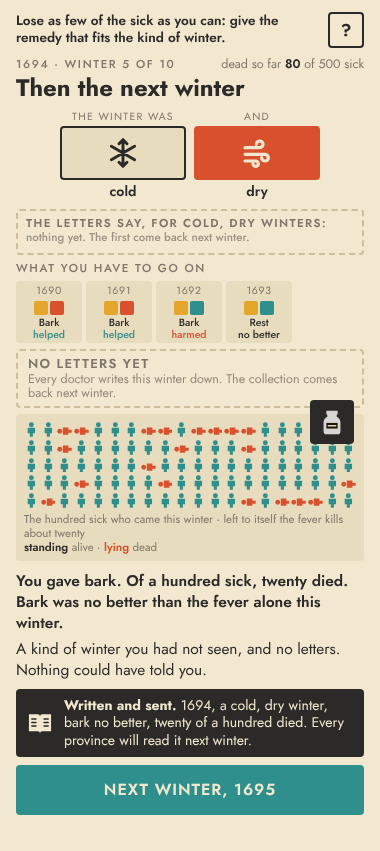 Lose as few of the sick as you can: give the
remedy that fits the kind of winter.
?
1694 · WINTER 5 OF 10
dead so far 80 of 500 sick
Then the next winter
THE WINTER WAS
AND
cold
dry
THE LETTERS SAY, FOR COLD, DRY WINTERS:
nothing yet. The first come back next winter.
WHAT YOU HAVE TO GO ON
1690
Bark
helped
1691
Bark
helped
1692
Bark
harmed
1693
Rest
no better
NO LETTERS YET
Every doctor writes this winter down. The collection comes
back next winter.
The hundred sick who came this winter · left to itself the fever kills
about twenty
standing alive · lying dead
You gave bark. Of a hundred sick, twenty died.
Bark was no better than the fever alone this
winter.
A kind of winter you had not seen, and no letters.
Nothing could have told you.
Written and sent. 1694, a cold, dry winter,
bark no better, twenty of a hundred died. Every
province will read it next winter.
NEXT WINTER, 1695